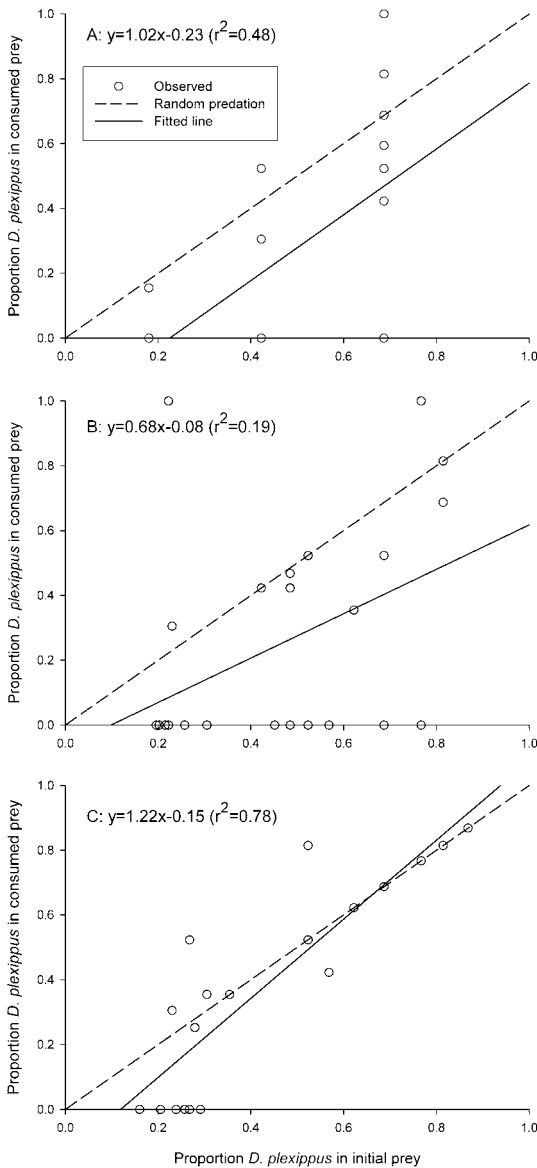 A: y=1.02x-0.23 (r²=0.48)
Observed
Random predation
Fitted line
Proportion D. plexippus in consumed prey
1.0
0.8
0.6
0.4
0.2
0.0
0.0 0.2 0.4 0.6 0.8 1.0
B: y=0.68x-0.08 (r²=0.19)
Proportion D. plexippus in consumed prey
1.0
0.8
0.6
0.4
0.2
0.0
0.0 0.2 0.4 0.6 0.8 1.0
C: y=1.22x-0.15 (r²=0.78)
Proportion D. plexippus in consumed prey
1.0
0.8
0.6
0.4
0.2
0.0
0.0 0.2 0.4 0.6 0.8 1.0
Proportion D. plexippus in initial prey